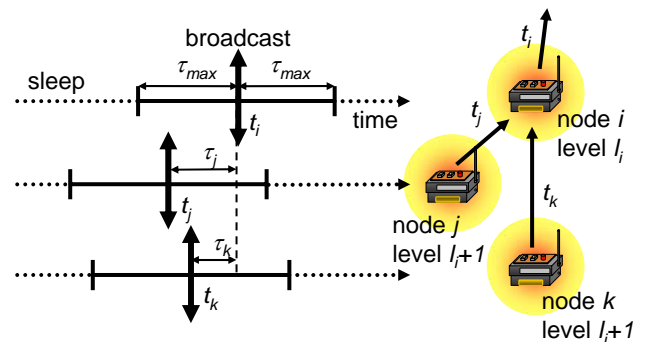 broadcast
sleep
τmax
τmax
time
ti
τj
tj
τk
tk
ti
tj
tk
node i
level li
node j
level li+1
node k
level li+1